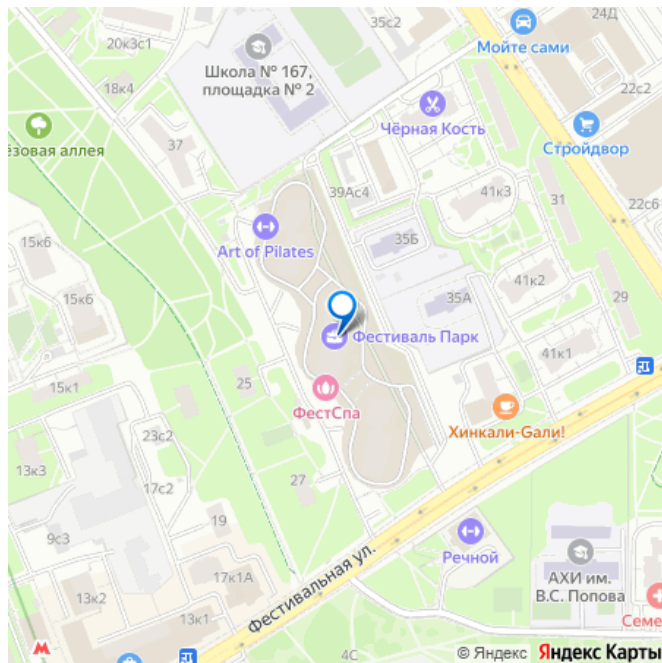 35с2
24Д
20к3с1
Мойте сами
Школа № 167,
площадка № 2
18к4
22с2
Чёрная Кость
Стройдвор
ёзовая аллея
37
39Ас4
41к3
31
22с6
15к6
Art of Pilates
35Б
41к2
15к6
35А
29
Фестиваль Парк
41к1
15к1
25
ФестСпа
Хинкали-Gали!
23с2
13к3
17с2
27
19
9с3
Речной
АХИ им.
В.С. Попова
17к1А
Фестивальная ул.
13к2
Семе
13к1
4С
© Яндекс Яндекс Карты